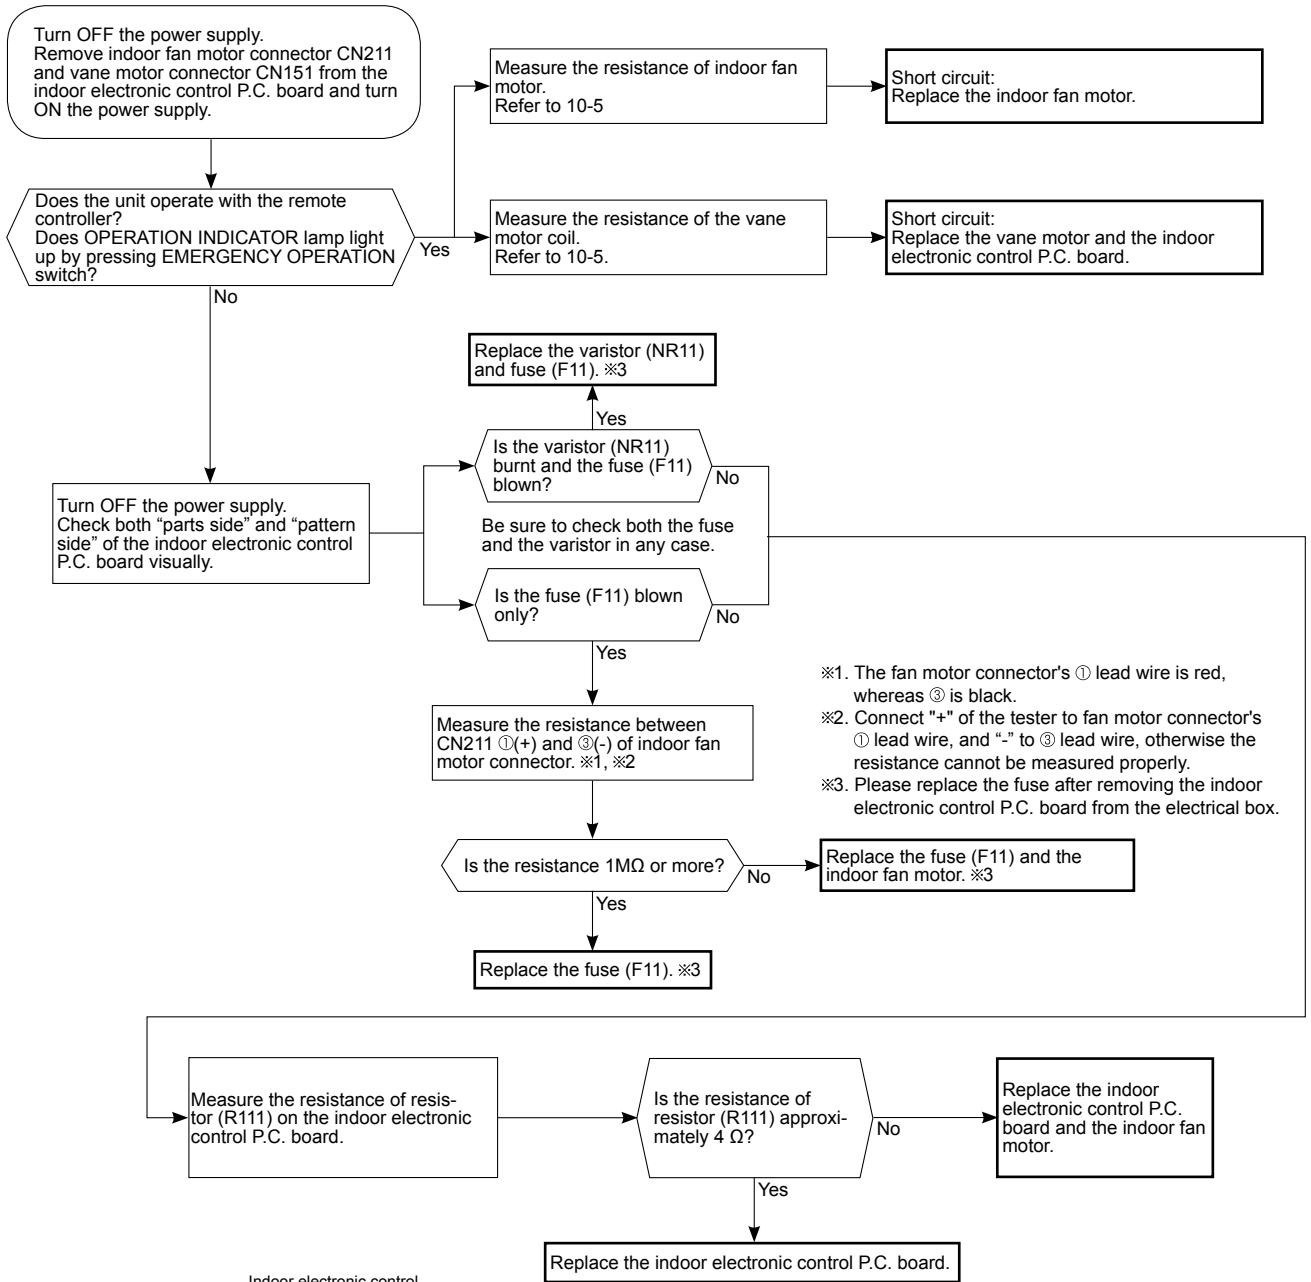 Turn OFF the power supply.
Remove indoor fan motor connector CN211
and vane motor connector CN151 from the
indoor electronic control P.C. board and turn
ON the power supply.
Measure the resistance of indoor fan
motor.
Refer to 10-5
Short circuit:
Replace the indoor fan motor.
Does the unit operate with the remote
controller?
Does OPERATION INDICATOR lamp light
up by pressing EMERGENCY OPERATION
switch?
Yes
Measure the resistance of the vane
motor coil.
Refer to 10-5.
Short circuit:
Replace the vane motor and the indoor
electronic control P.C. board.
No
Replace the varistor (NR11)
and fuse (F11). ※3
Yes
Is the varistor (NR11)
burnt and the fuse (F11)
blown?
No
Turn OFF the power supply.
Check both “parts side” and “pattern
side” of the indoor electronic control
P.C. board visually.
Be sure to check both the fuse
and the varistor in any case.
Is the fuse (F11) blown
only?
No
Yes
※1. The fan motor connector's ① lead wire is red,
whereas ③ is black.
※2. Connect "+" of the tester to fan motor connector's
① lead wire, and “-” to ③ lead wire, otherwise the
resistance cannot be measured properly.
※3. Please replace the fuse after removing the indoor
electronic control P.C. board from the electrical box.
Measure the resistance between
CN211 ①(+) and ③(-) of indoor fan
motor connector. ※1, ※2
Is the resistance 1MΩ or more?
No
Replace the fuse (F11) and the
indoor fan motor. ※3
Yes
Replace the fuse (F11). ※3
Measure the resistance of resis-
tor (R111) on the indoor electronic
control P.C. board.
Is the resistance of
resistor (R111) approxi-
mately 4 Ω?
No
Replace the indoor
electronic control P.C.
board and the indoor fan
motor.
Yes
Replace the indoor electronic control P.C. board.
Indoor electronic control